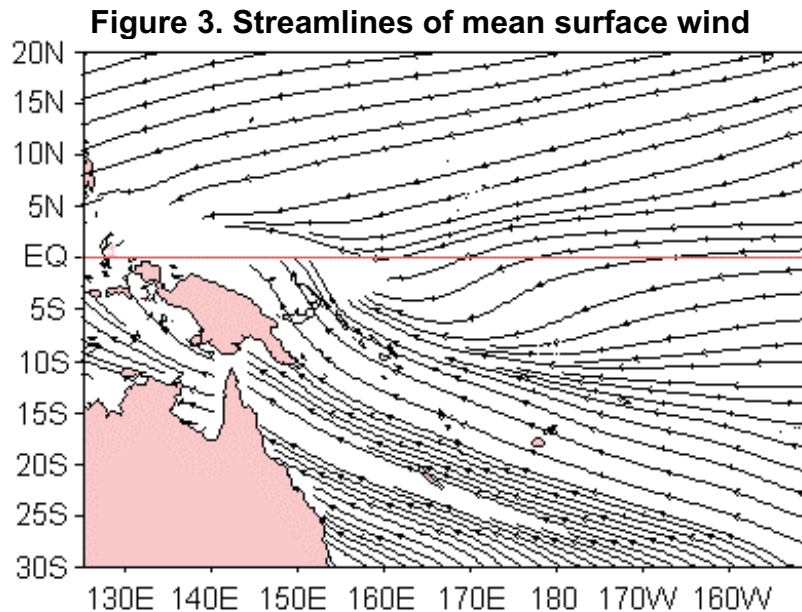 Figure 3. Streamlines of mean surface wind
20N
15N
10N
5N
EQ
5S
10S
15S
20S
25S
30S
130E 140E 150E 160E 170E 180 170W 160W